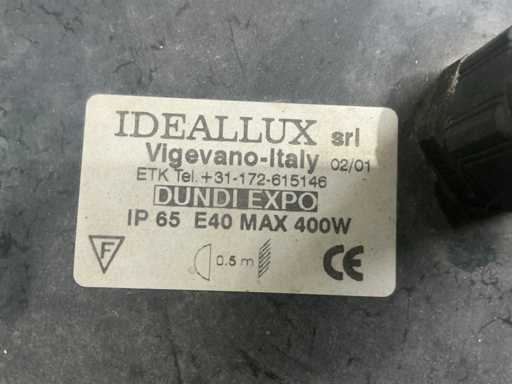 IDEALLUX srl
Vigevano-Italy 02/01
ETK Tel. +31-172-615146
DUNDI EXPO
IP 65 E40 MAX 400W
F 0.5 m CE